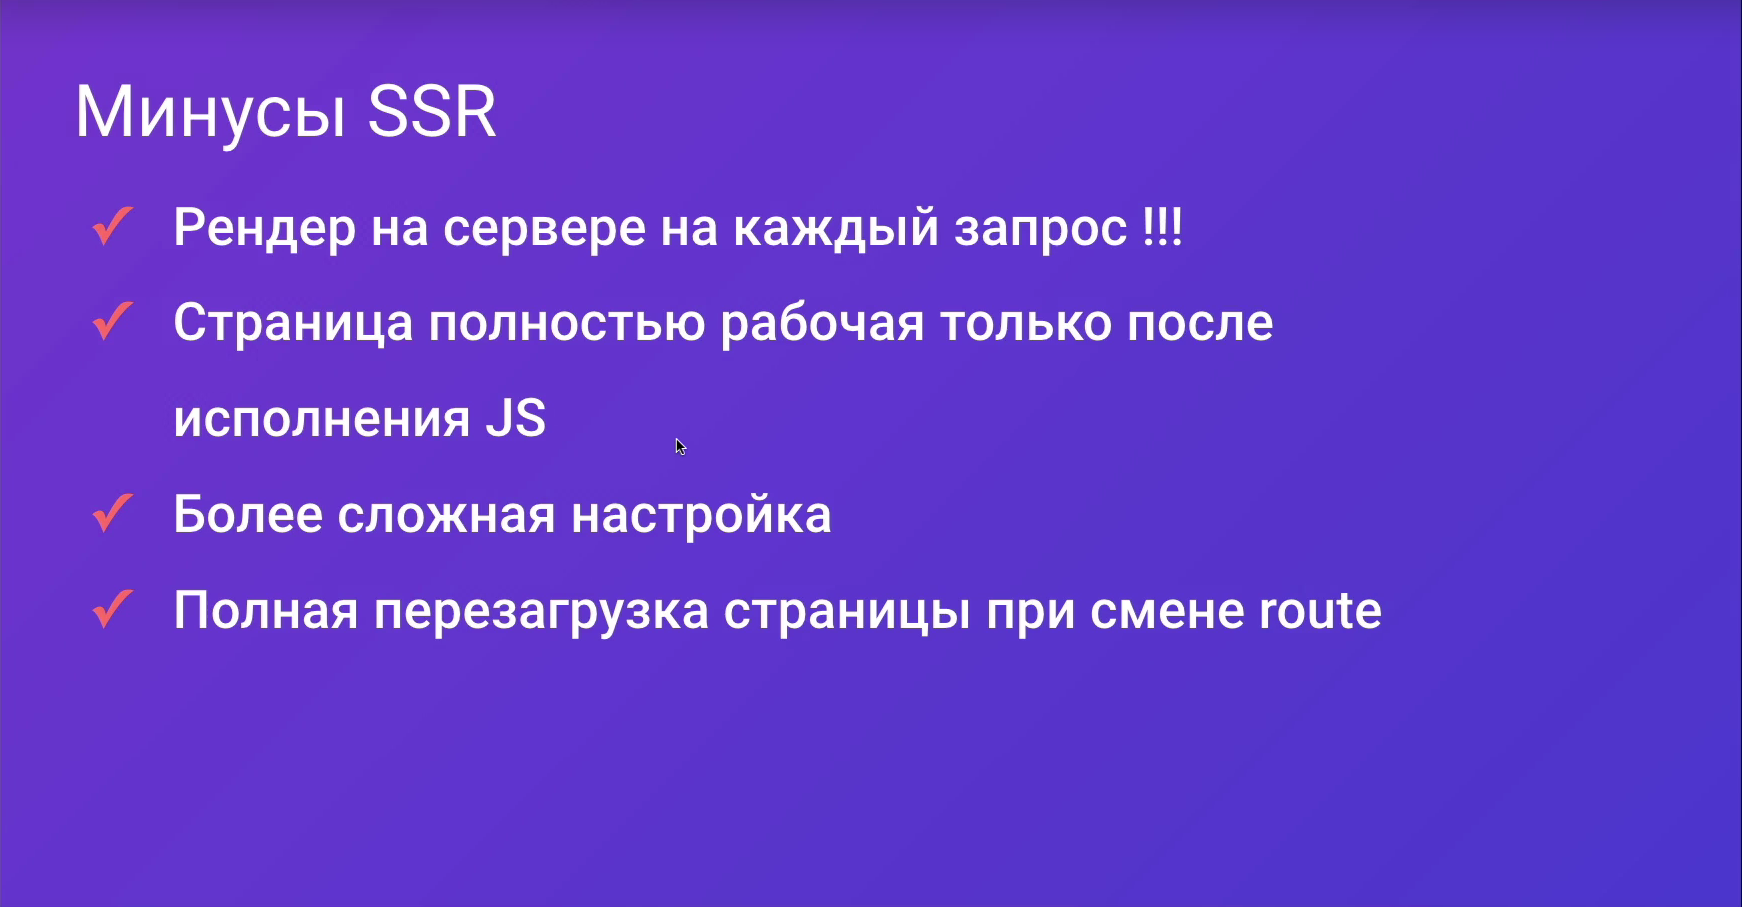 Минусы SSR
Рендер на сервере на каждый запрос !!!
Страница полностью рабочая только после
исполнения JS
Более сложная настройка
Полная перезагрузка страницы при смене route